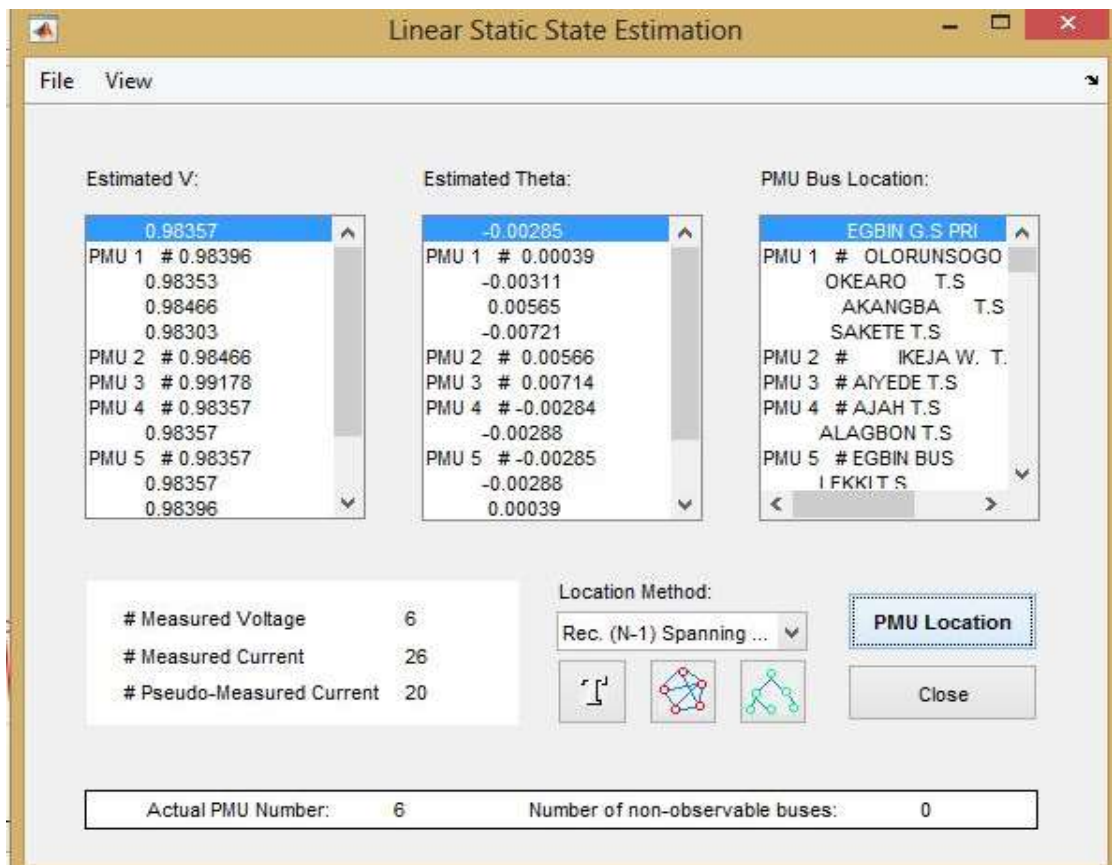 Linear Static State Estimation
File View
Estimated V:
0.98357
PMU 1 # 0.98396
0.98353
0.98466
0.98303
PMU 2 # 0.98466
PMU 3 # 0.99178
PMU 4 # 0.98357
0.98357
PMU 5 # 0.98357
0.98357
0.98396
Estimated Theta:
-0.00285
PMU 1 # 0.00039
-0.00311
0.00565
-0.00721
PMU 2 # 0.00566
PMU 3 # 0.00714
PMU 4 # -0.00284
-0.00288
PMU 5 # -0.00285
-0.00288
0.00039
PMU Bus Location:
EGBIN G.S PRI
PMU 1 # OLORUNSOGO
OKEARO T.S
AKANGBA T.S
SAKETE T.S
PMU 2 # IKEJA W. T.
PMU 3 # AIYEDE T.S
PMU 4 # AJAH T.S
ALAGBON T.S
PMU 5 # EGBIN BUS
LEKKI T.S
# Measured Voltage 6
# Measured Current 26
# Pseudo-Measured Current 20
Location Method:
Rec. (N-1) Spanning ...
PMU Location
Close
Actual PMU Number: 6 Number of non-observable buses: 0